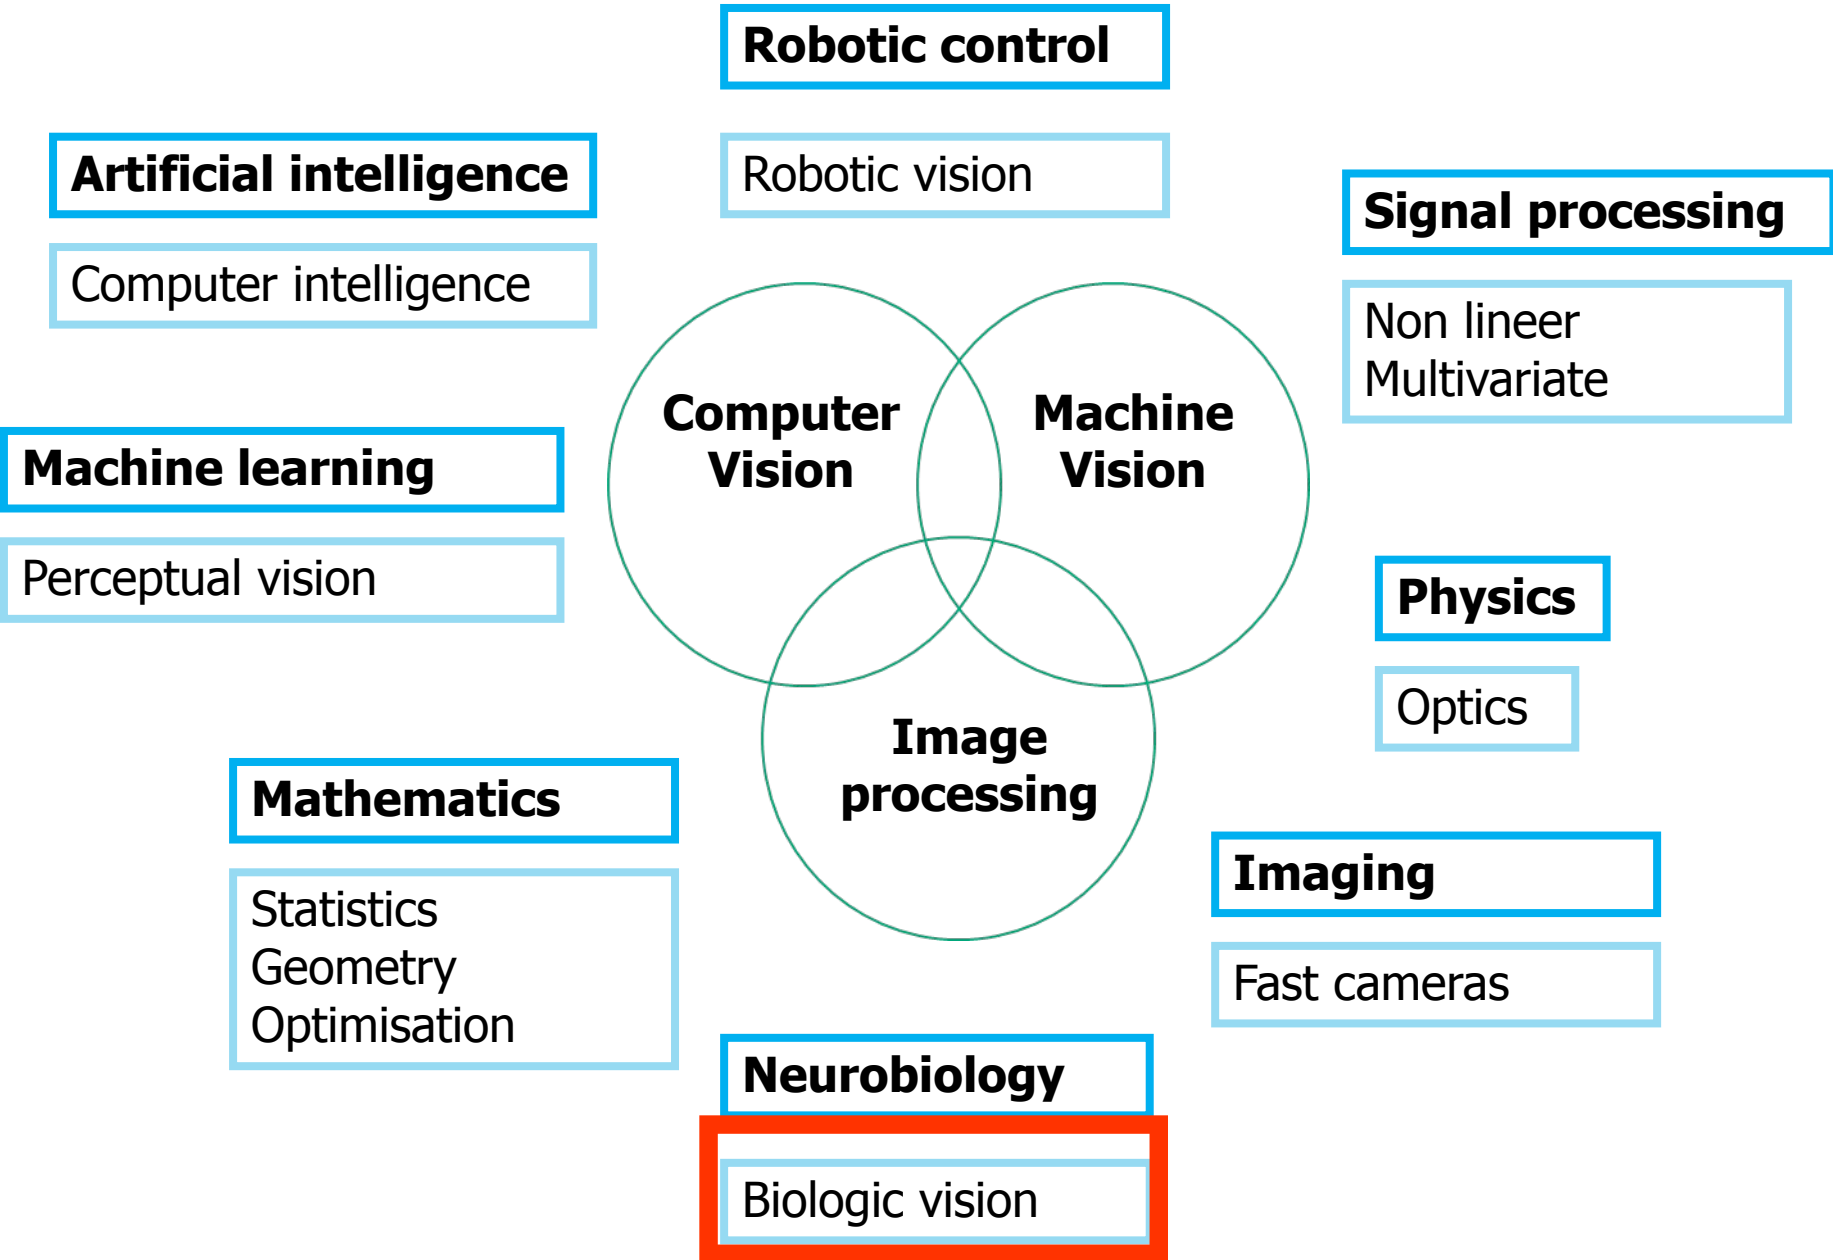 Robotic control
Robotic vision
Artificial intelligence
Computer intelligence
Signal processing
Non lineer
Multivariate
Computer
Vision
Machine
Vision
Machine learning
Perceptual vision
Physics
Optics
Image
processing
Mathematics
Statistics
Geometry
Optimisation
Imaging
Fast cameras
Neurobiology
Biologic vision